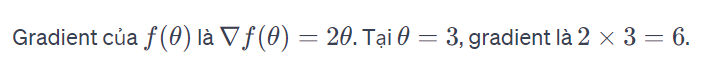 Gradient của f(θ) là ∇f(θ) = 2θ. Tại θ = 3, gradient là 2 × 3 = 6.